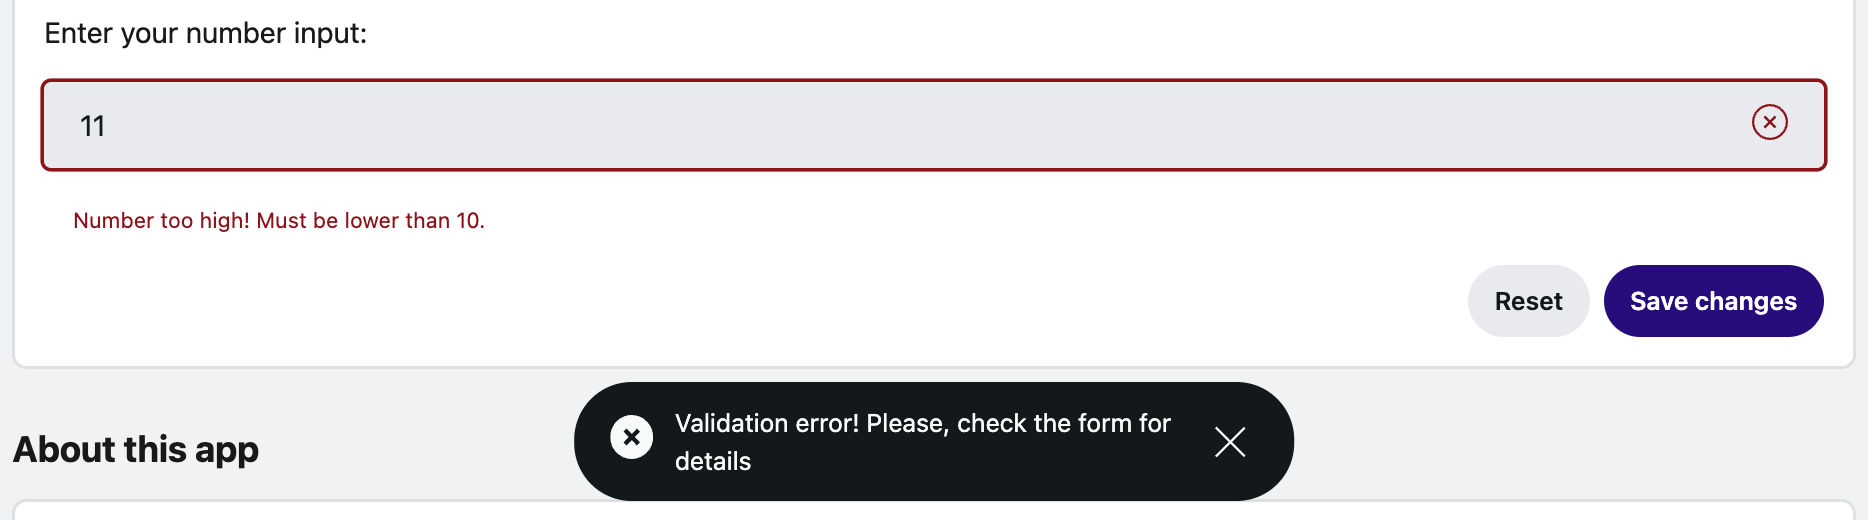 Enter your number input:
11
Number too high! Must be lower than 10.
Reset
Save changes
Validation error! Please, check the form for
details
About this app